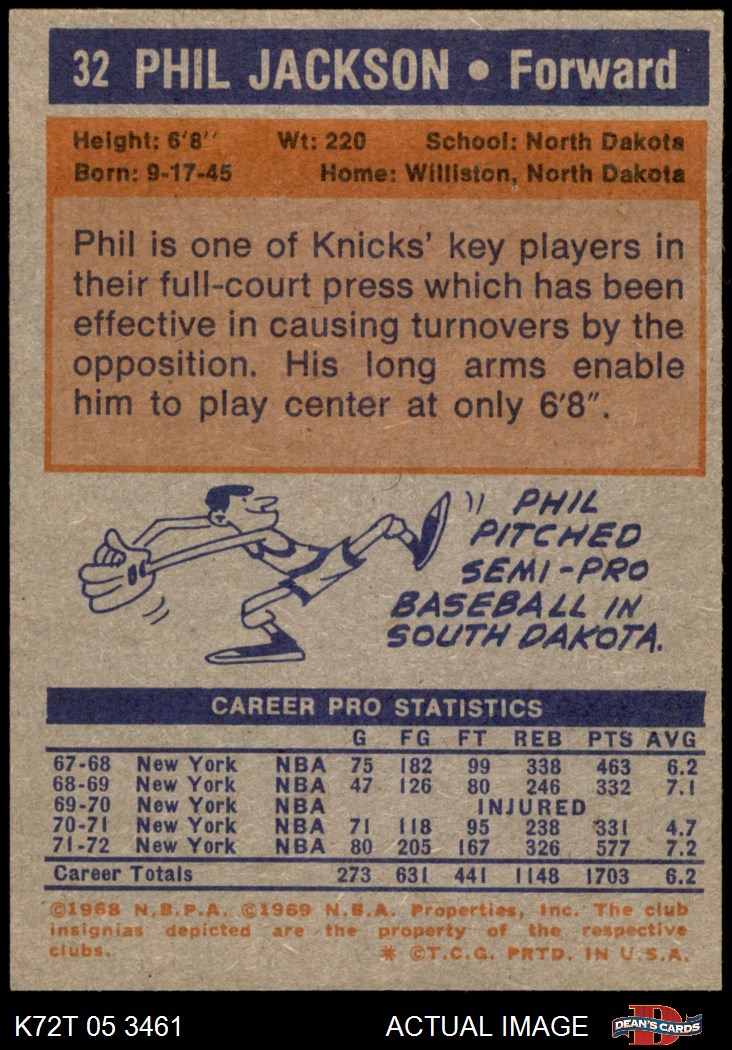 32 PHIL JACKSON • Forward
Height: 6'8'' Wt: 220 School: North Dakota
Born: 9-17-45 Home: Williston, North Dakota
Phil is one of Knicks' key players in
their full-court press which has been
effective in causing turnovers by the
opposition. His long arms enable
him to play center at only 6'8".
PHIL
PITCHED
SEMI-PRO
BASEBALL IN
SOUTH DAKOTA.
CAREER PRO STATISTICS
G FG FT REB PTS AVG
67-68 New York NBA 75 182 99 338 463 6.2
68-69 New York NBA 47 126 80 246 332 7.1
69-70 New York NBA INJURED
70-71 New York NBA 71 118 95 238 331 4.7
71-72 New York NBA 80 205 167 326 577 7.2
Career Totals 273 631 441 1148 1703 6.2
©1968 N.B.P.A. ©1969 N.B.A. Properties, Inc. The club
insignias depicted are the property of the respective
clubs. * ©T.C.G. PRTD. IN U.S.A.
K72T 05 3461 ACTUAL IMAGE D DEAN'S CARDS